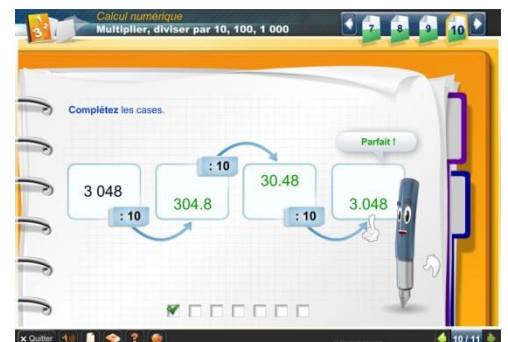 Calcul numérique
Multiplier, diviser par 10, 100, 1 000
7 8 9 10
Complétez les cases.
Parfait !
: 10
3 048
304.8
30.48
3.048
: 10
: 10
x Quitter
10 / 11